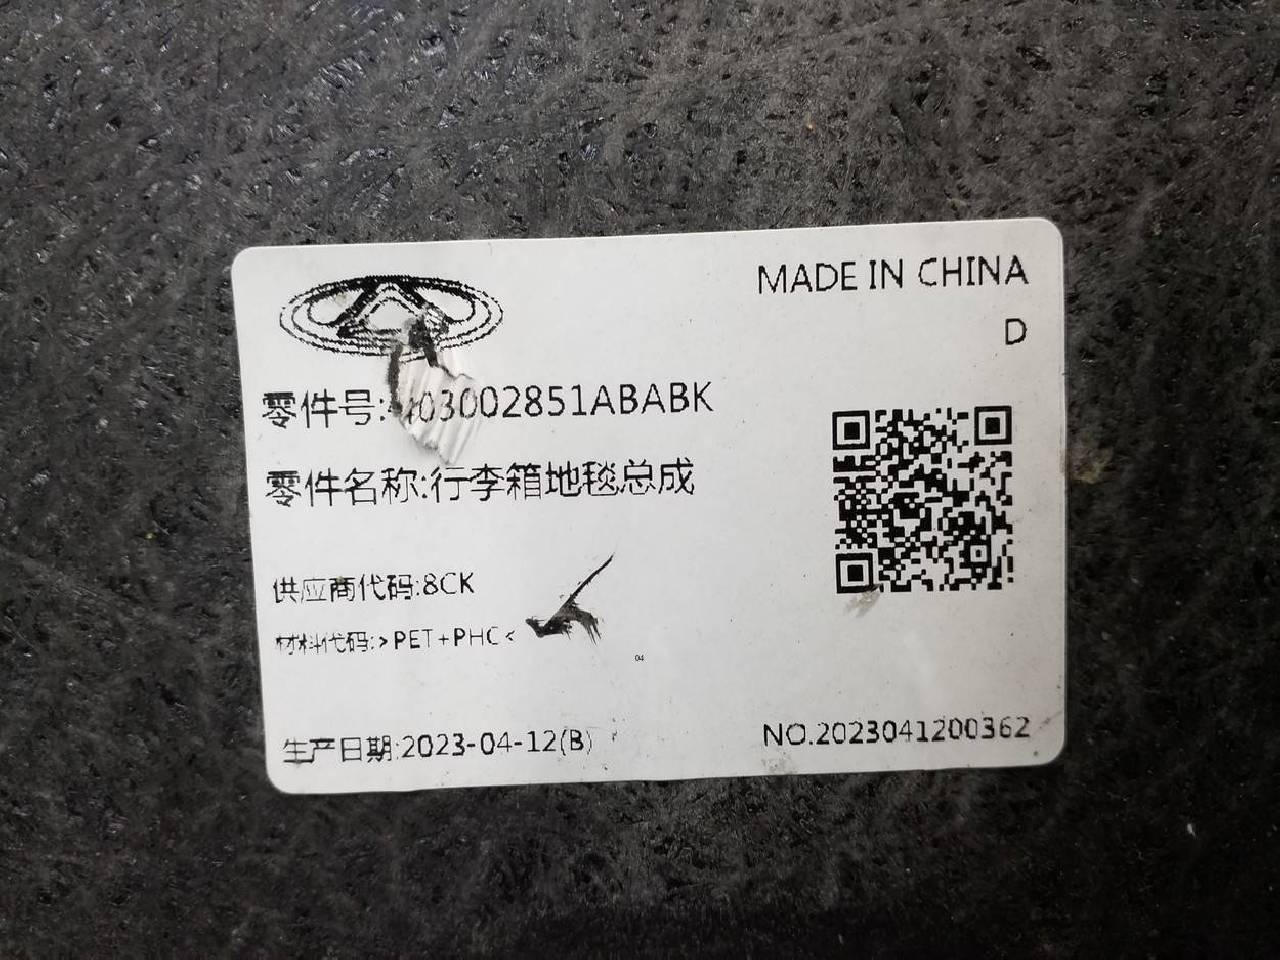 MADE IN CHINA
D
零件号:403002851ABABK
零件名称:行李箱地毯总成
供应商代码:8CK
材料代码:>PET+PHC<
04
生产日期:2023-04-12(B)
NO.2023041200362